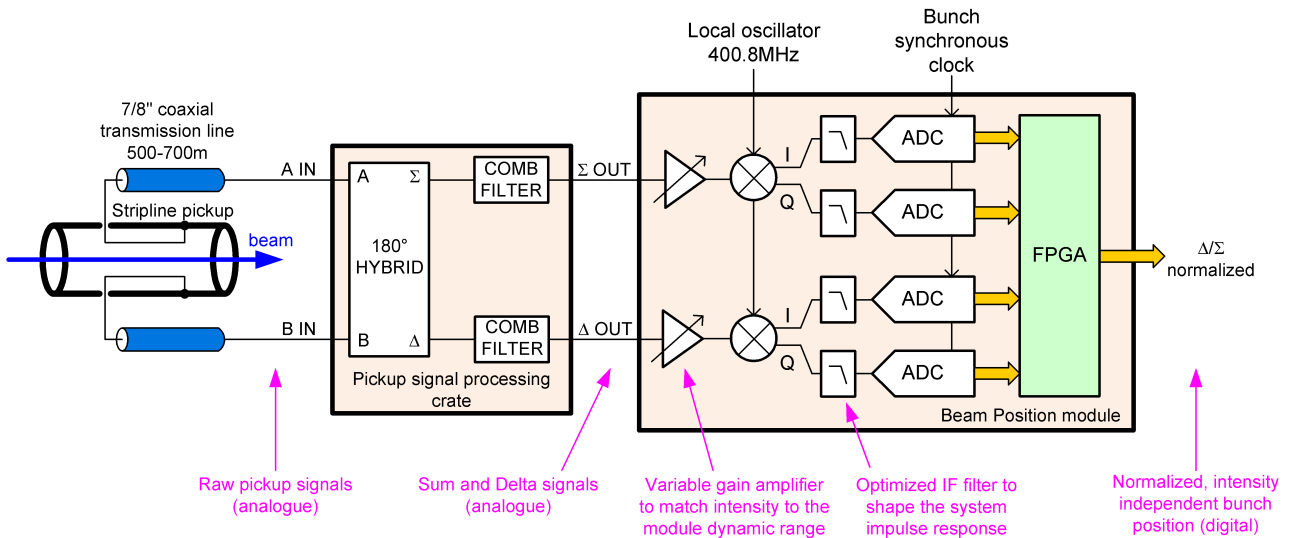 Local oscillator
400.8MHz
Bunch
synchronous
clock
7/8" coaxial
transmission line
500-700m
Stripline pickup
beam
A IN
B IN
A
Σ
180°
HYBRID
B
Δ
COMB
FILTER
COMB
FILTER
Pickup signal processing
crate
Σ OUT
Δ OUT
I
Q
I
Q
ADC
ADC
ADC
ADC
FPGA
Beam Position module
Δ/Σ
normalized
Raw pickup signals
(analogue)
Sum and Delta signals
(analogue)
Variable gain amplifier
to match intensity to the
module dynamic range
Optimized IF filter to
shape the system
impulse response
Normalized, intensity
independent bunch
position (digital)